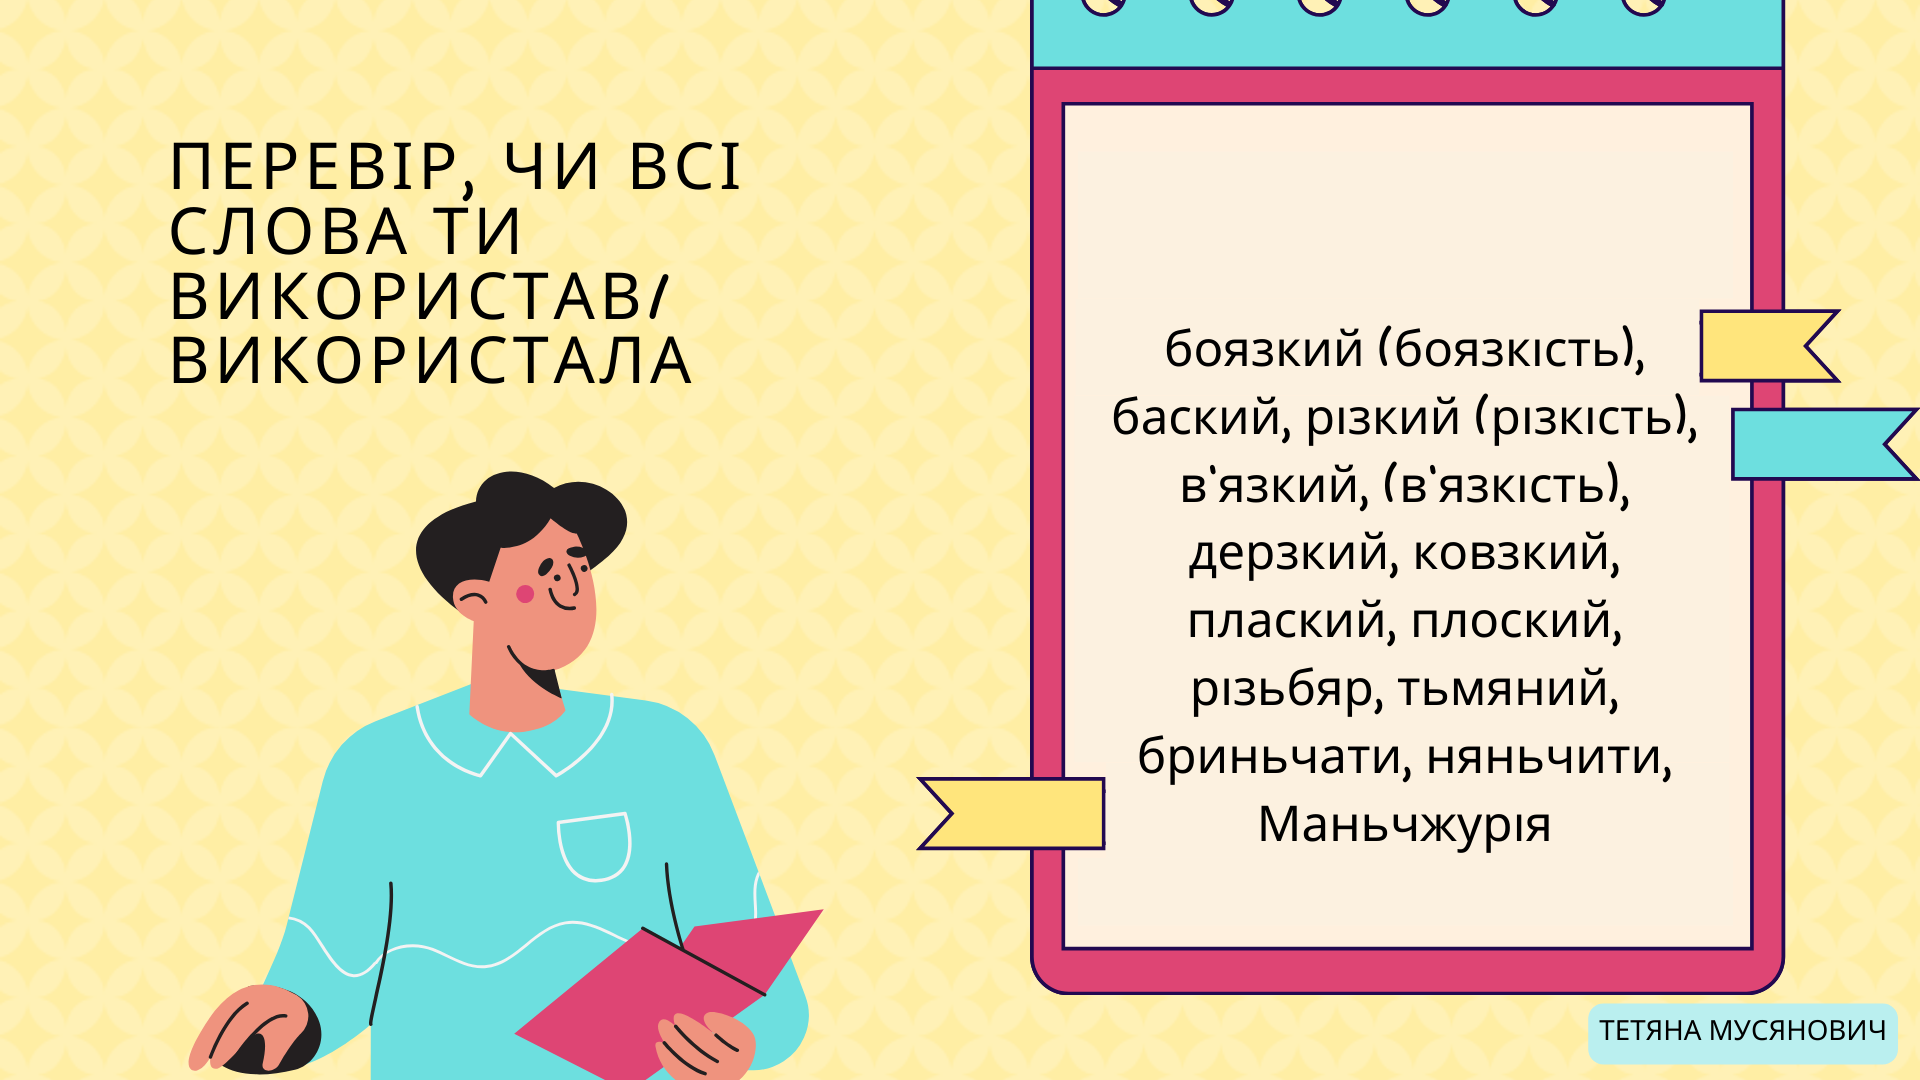 ПЕРЕВІР, ЧИ ВСІ
СЛОВА ТИ
ВИКОРИСТАВ/
ВИКОРИСТАЛА
боязкий (боязкість),
баский, різкий (різкість),
в'язкий, (в'язкість),
дерзкий, ковзкий,
плаский, плоский,
різьбяр, тьмяний,
бриньчати, няньчити,
Маньчжурія
ТЕТЯНА МУСЯНОВИЧ